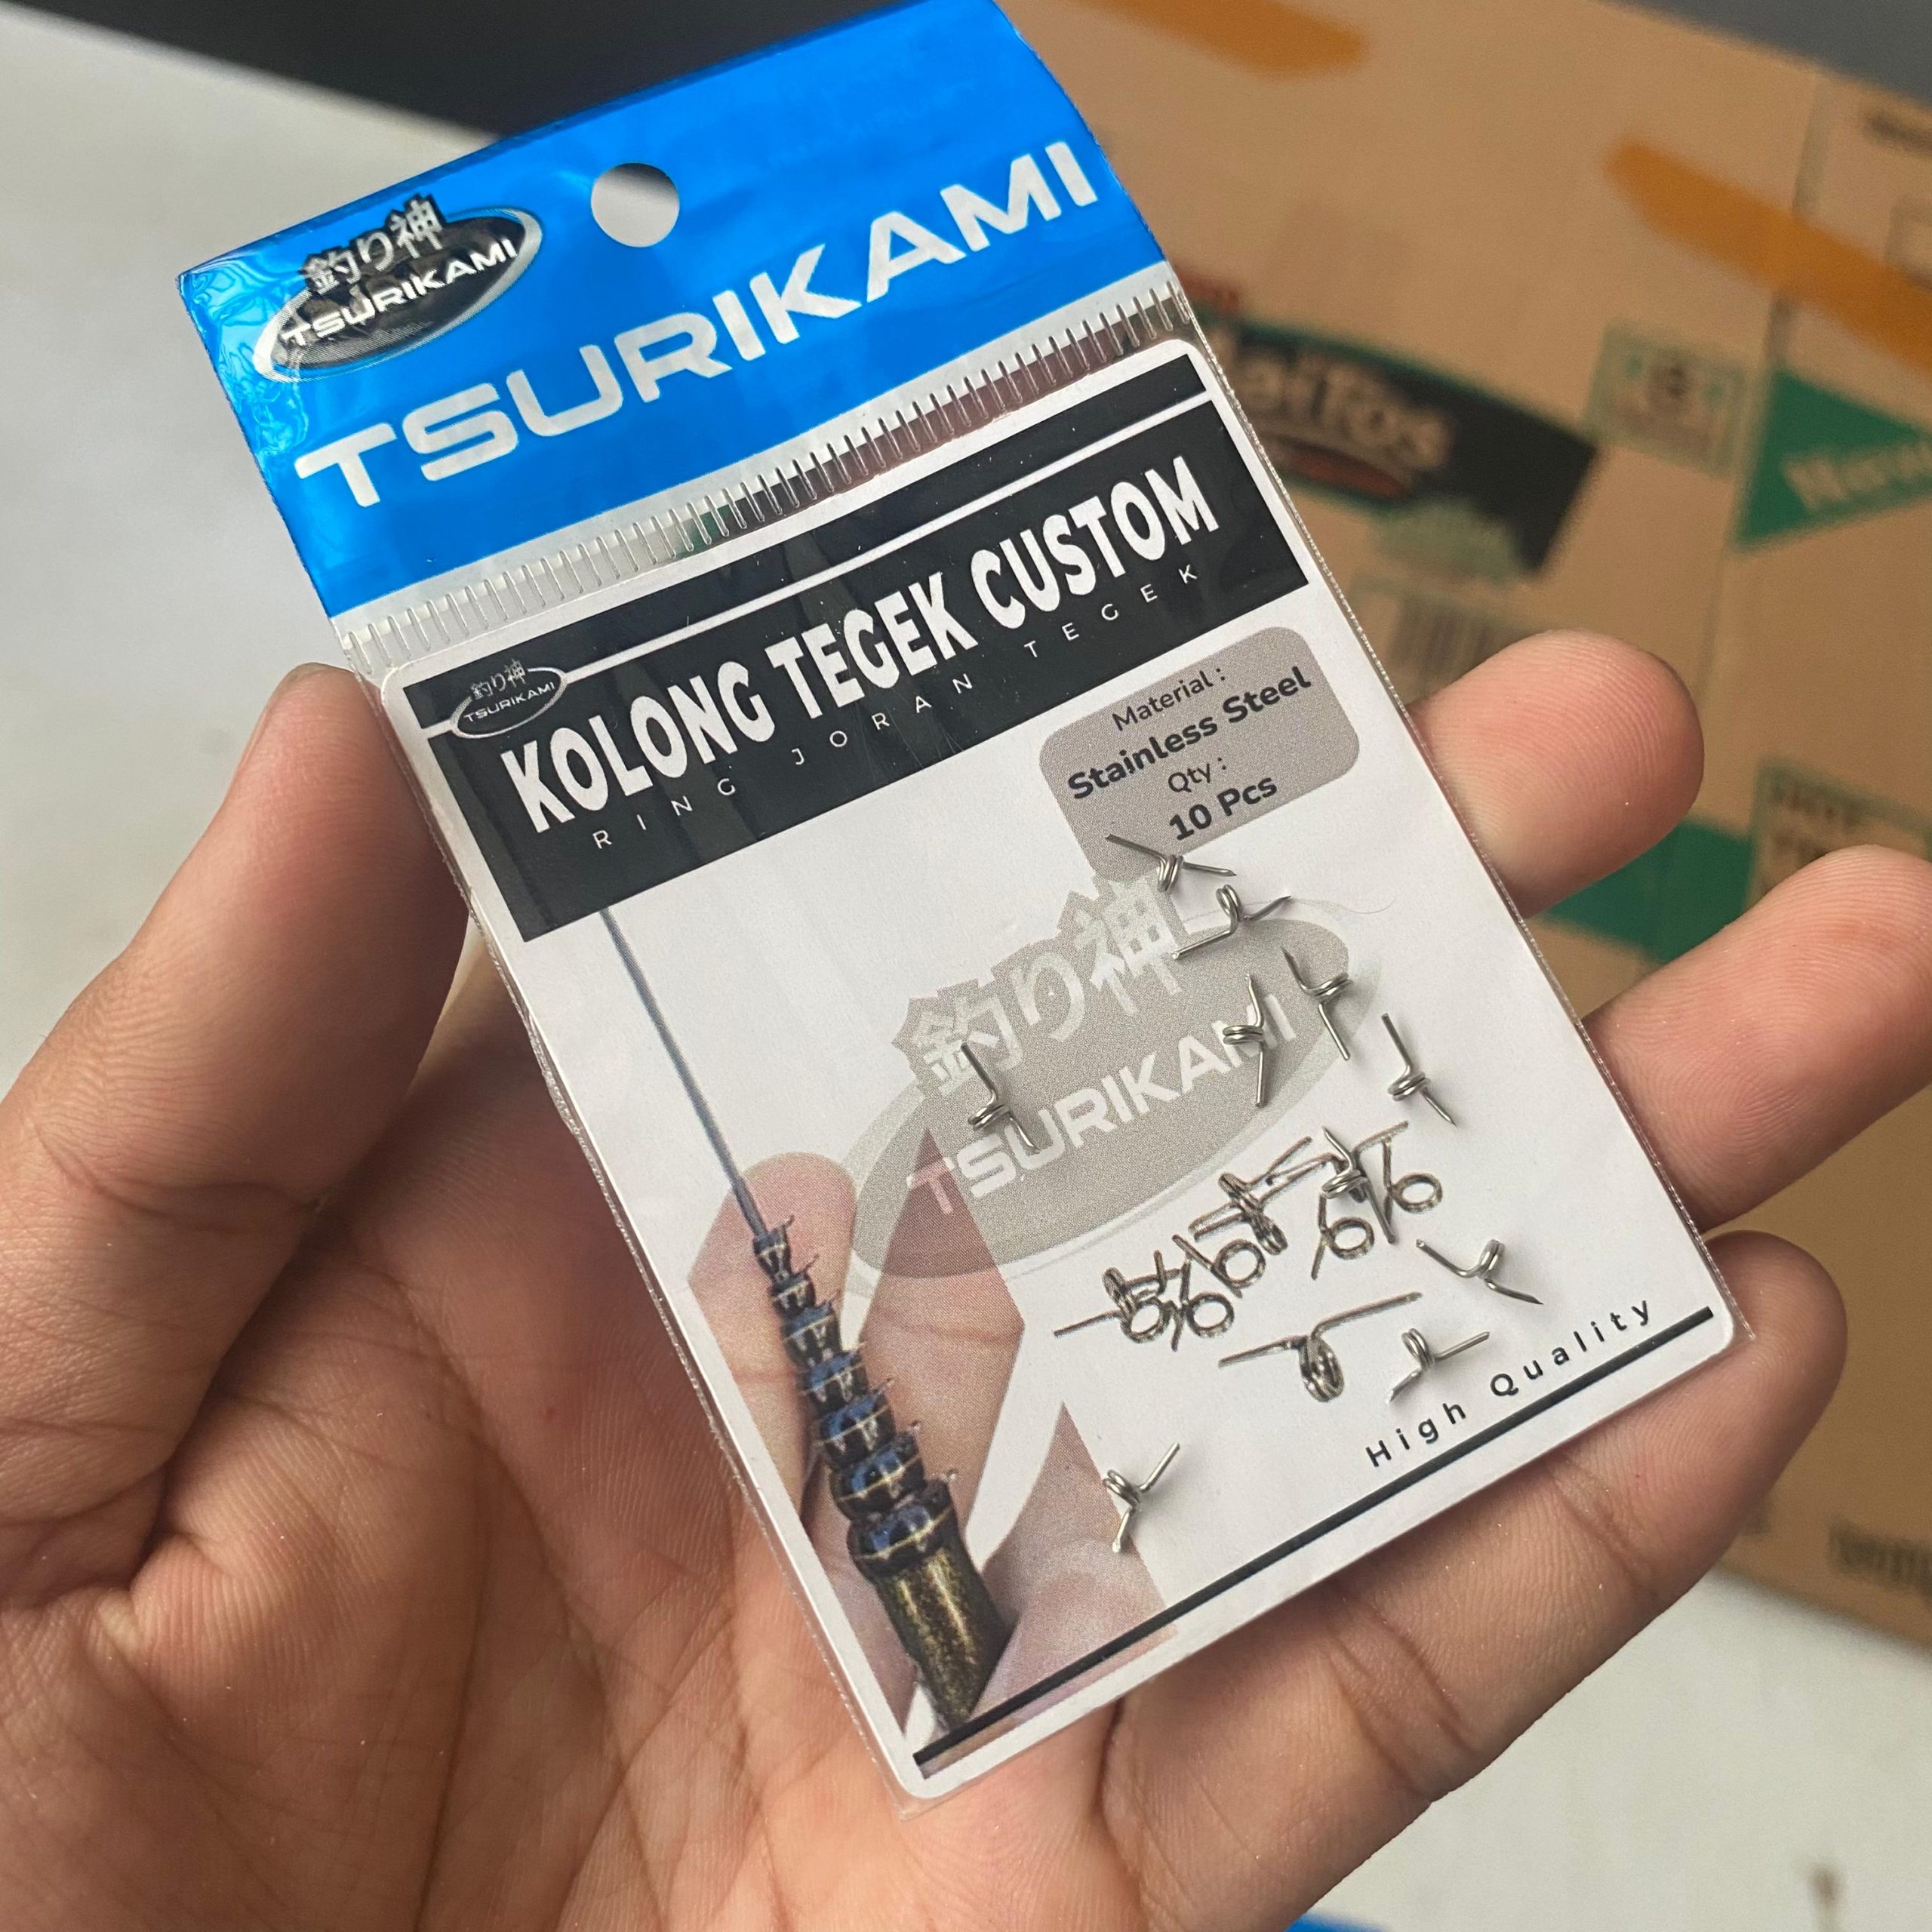 釣り神
TSURIKAMI
TSURIKAMI
釣り神
TSURIKAMI
KOLONG TEGEK CUSTOM
RING JORAN TEGEK
Material :
Stainless Steel
Qty :
10 Pcs
釣り神
TSURIKAMI
High Quality